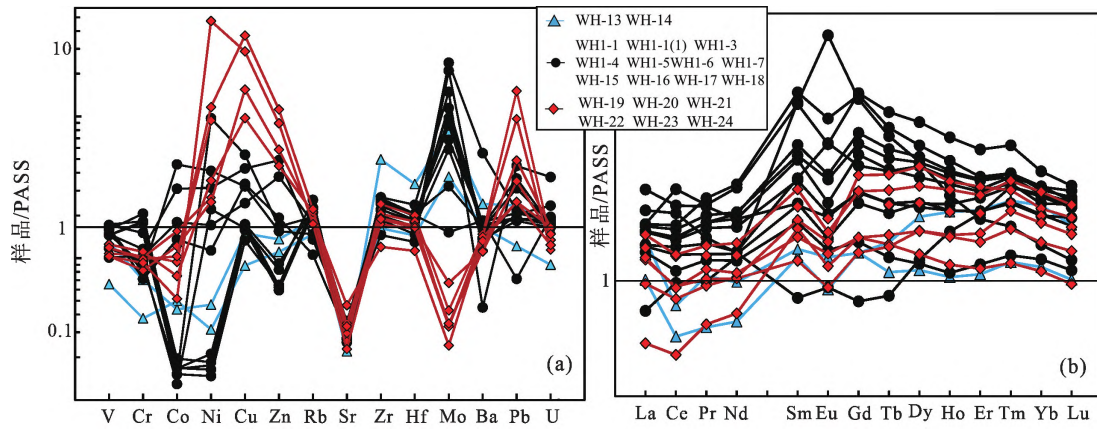 10
1
0.1
样品/PASS
(a)
V Cr Co Ni Cu Zn Rb Sr Zr Hf Mo Ba Pb U
WH-13 WH-14
WH1-1 WH1-1(1) WH1-3
WH1-4 WH1-5WH1-6 WH1-7
WH-15 WH-16 WH-17 WH-18
WH-19 WH-20 WH-21
WH-22 WH-23 WH-24
样品/PASS
1
(b)
La Ce Pr Nd Sm Eu Gd Tb Dy Ho Er Tm Yb Lu